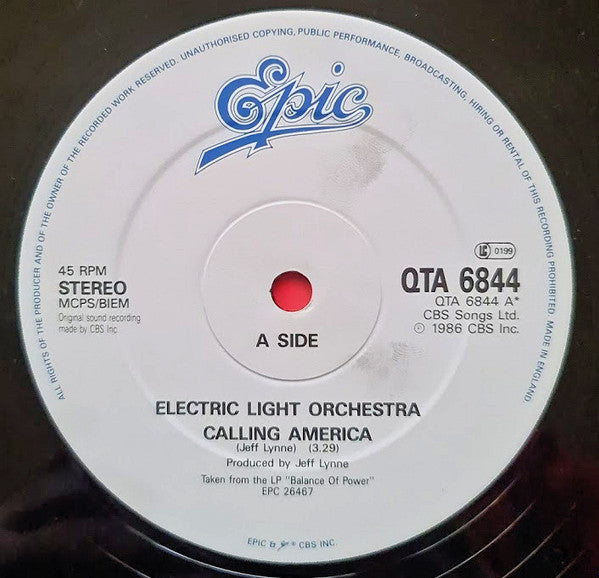 ALL RIGHTS OF THE PRODUCER AND OF THE OWNER OF THE RECORDED WORK RESERVED. UNAUTHORISED COPYING, PUBLIC PERFORMANCE, BROADCASTING, HIRING OR RENTAL OF THIS RECORDING PROHIBITED. MADE IN ENGLAND.
Epic
45 RPM
STEREO
MCPS/BIEM
Original sound recording
made by CBS Inc.
LC 0199
QTA 6844
QTA 6844 A*
CBS Songs Ltd.
℗ 1986 CBS Inc.
A SIDE
ELECTRIC LIGHT ORCHESTRA
CALLING AMERICA
(Jeff Lynne) (3.29)
Produced by Jeff Lynne
Taken from the LP "Balance Of Power"
EPC 26467
EPIC & Epic ® CBS INC.